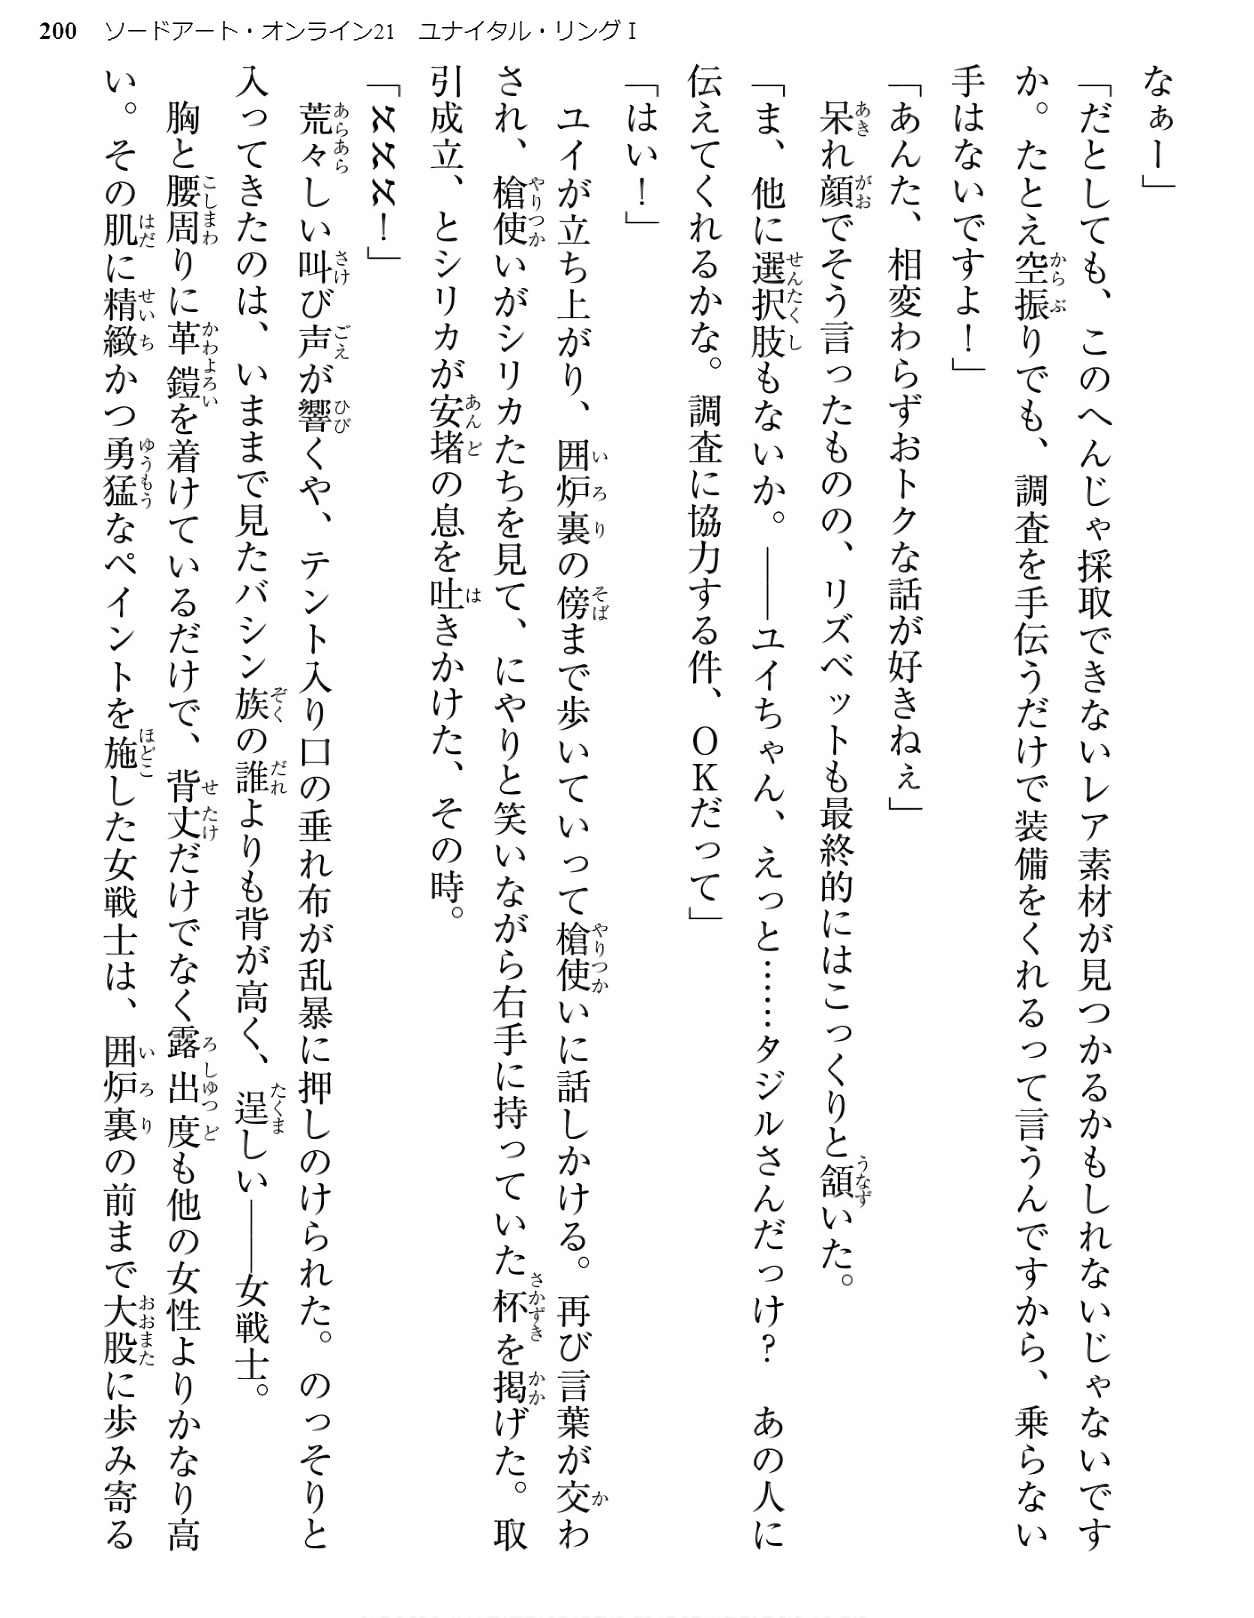 200 ソードアート・オンライン21 ユナイタル・リングⅠ
なぁー」
「だとしても、このへんじゃ採取できないレア素材が見つかるかもしれないじゃないです
か。たとえ空振りでも、調査を手伝うだけで装備をくれるって言うんですから、乗らない
手はないですよ！」
「あんた、相変わらずおトクな話が好きねぇ」
呆れ顔でそう言ったものの、リズベットも最終的にはこっくりと頷いた。
「ま、他に選択肢もないか。――ユイちゃん、えっと……タジルさんだっけ？　あの人に
伝えてくれるかな。調査に協力する件、ＯＫだって」
「はい！」
ユイが立ち上がり、囲炉裏の傍まで歩いていって槍使いに話しかける。再び言葉が交わ
され、槍使いがシリカたちを見て、にやりと笑いながら右手に持っていた杯を掲げた。取
引成立、とシリカが安堵の息を吐きかけた、その時。
「א א א！」
荒々しい叫び声が響くや、テント入り口の垂れ布が乱暴に押しのけられた。のっそりと
入ってきたのは、いままで見たバシン族の誰よりも背が高く、逞しい――女戦士。
胸と腰周りに革鎧を着けているだけで、背丈だけでなく露出度も他の女性よりかなり高
い。その肌に精緻かつ勇猛なペイントを施した女戦士は、囲炉裏の前まで大股に歩み寄る